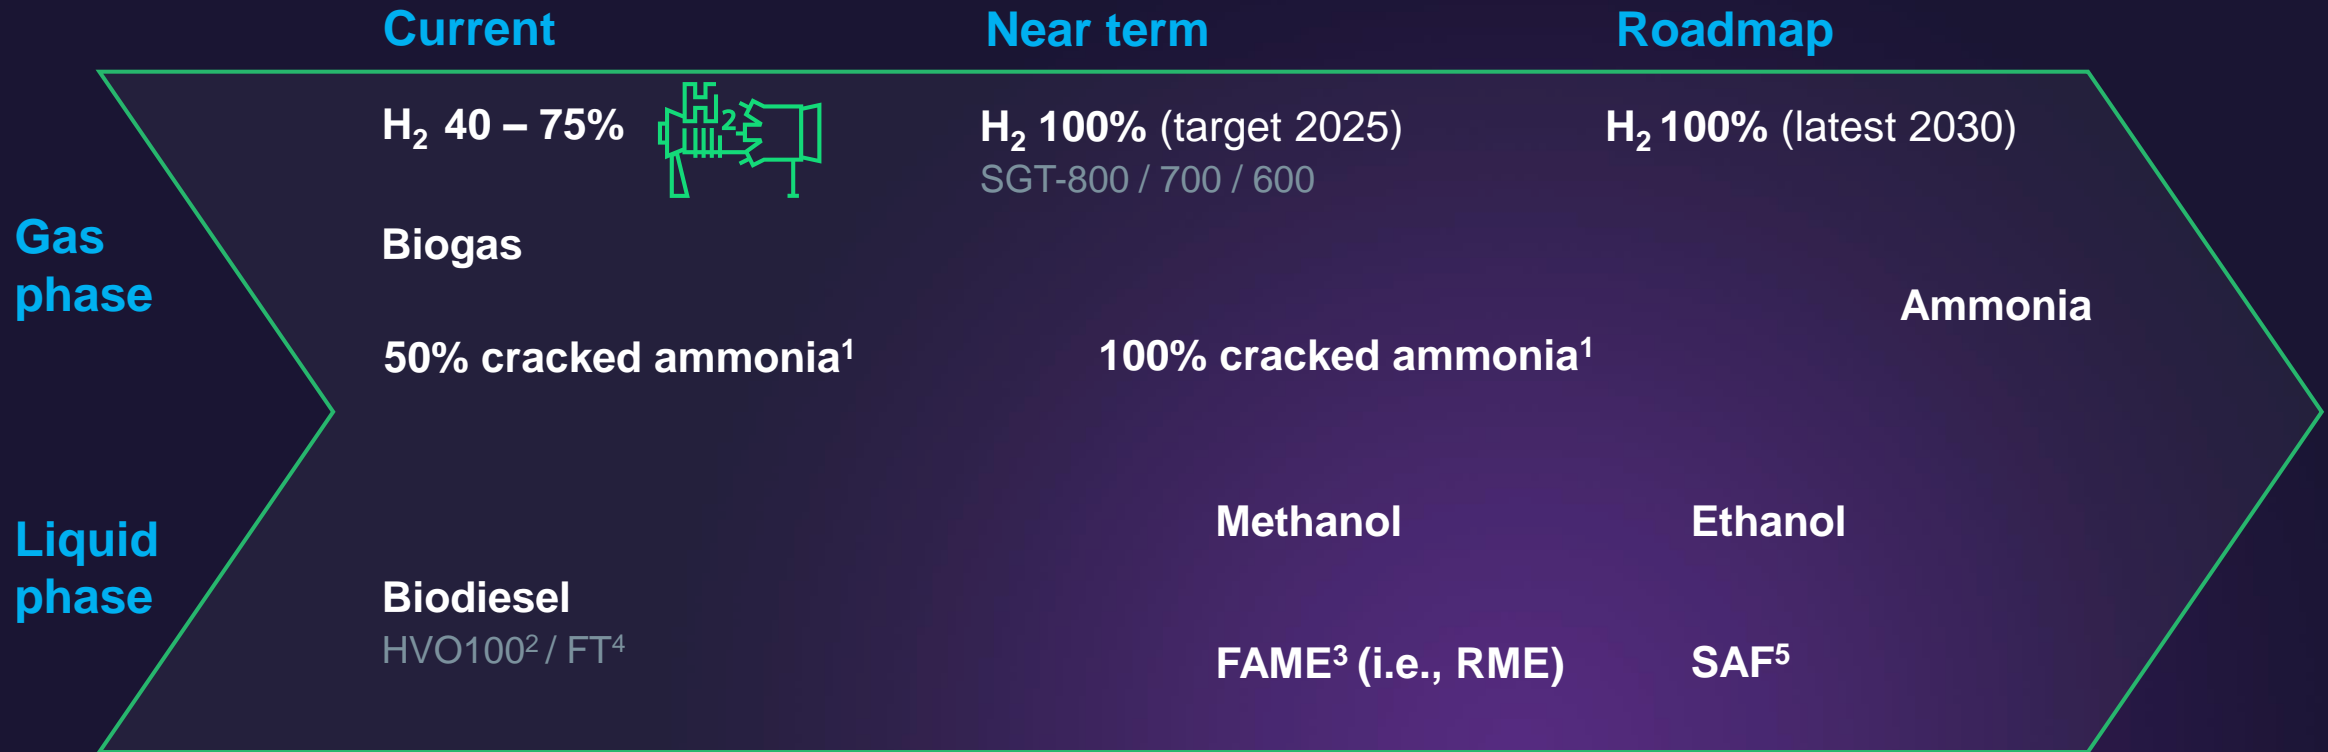 Current
Near term
Roadmap
H₂ 40 – 75%
H₂
H₂ 100% (target 2025)
SGT-800 / 700 / 600
H₂ 100% (latest 2030)
Gas
phase
Biogas
Ammonia
50% cracked ammonia¹
100% cracked ammonia¹
Liquid
phase
Methanol
Ethanol
Biodiesel
HVO100² / FT⁴
FAME³ (i.e., RME)
SAF⁵